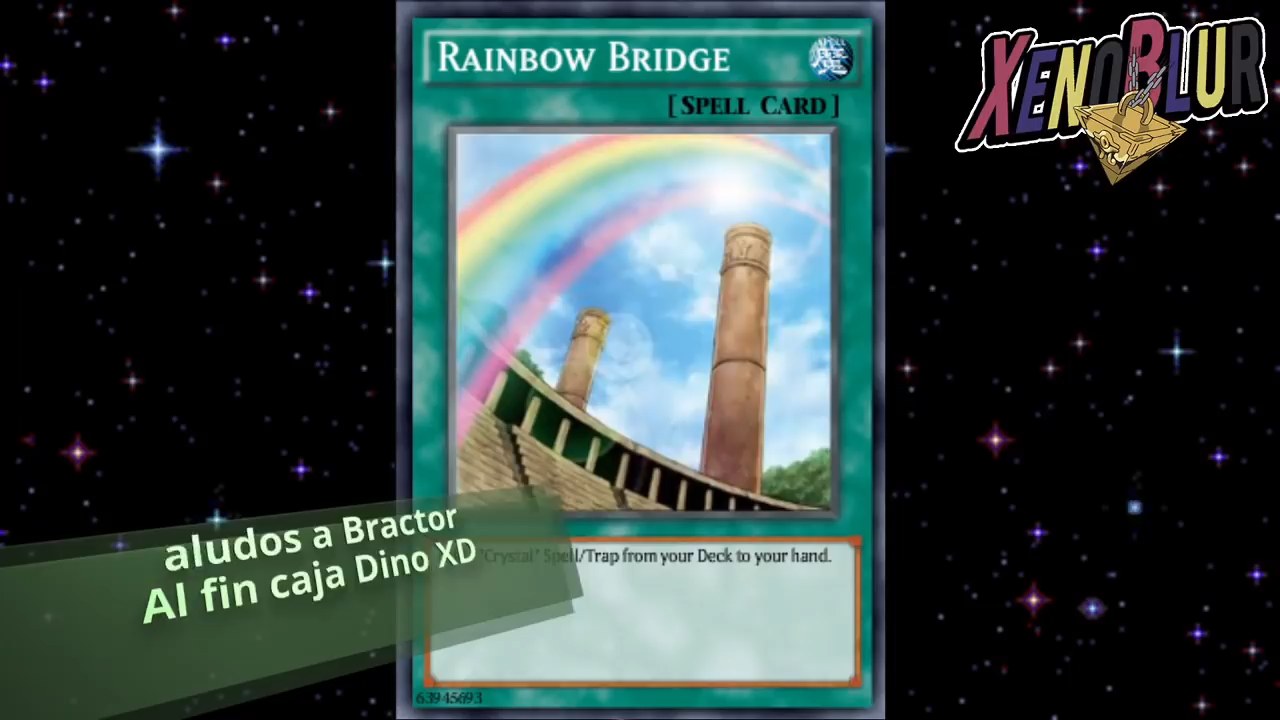 RAINBOW BRIDGE
[SPELL CARD]
XENOBLUR
aludos a Bractor
Al fin caja Dino XD
"Crystal" Spell/Trap from your Deck to your hand.
63945693